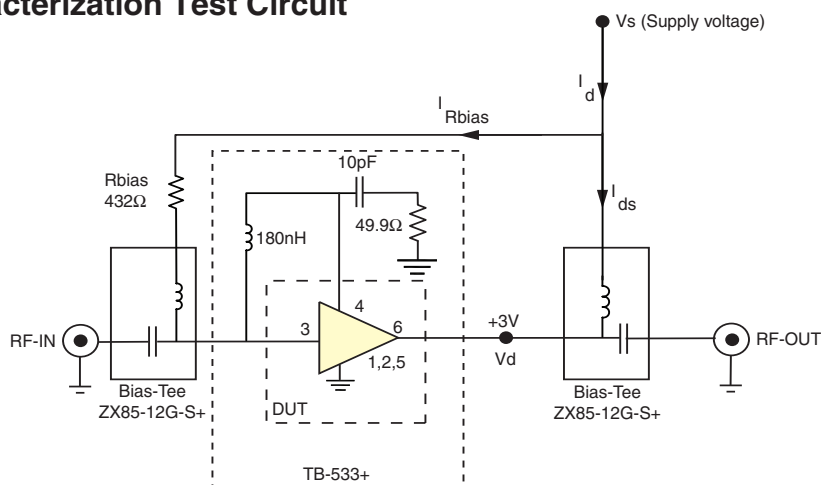 acterization Test Circuit
Vs (Supply voltage)
I d
I Rbias
10pF
Rbias
432Ω
I ds
49.9Ω
180nH
4
3
6
+3V
RF-IN
RF-OUT
1,2,5
Vd
Bias-Tee
ZX85-12G-S+
Bias-Tee
ZX85-12G-S+
DUT
TB-533+